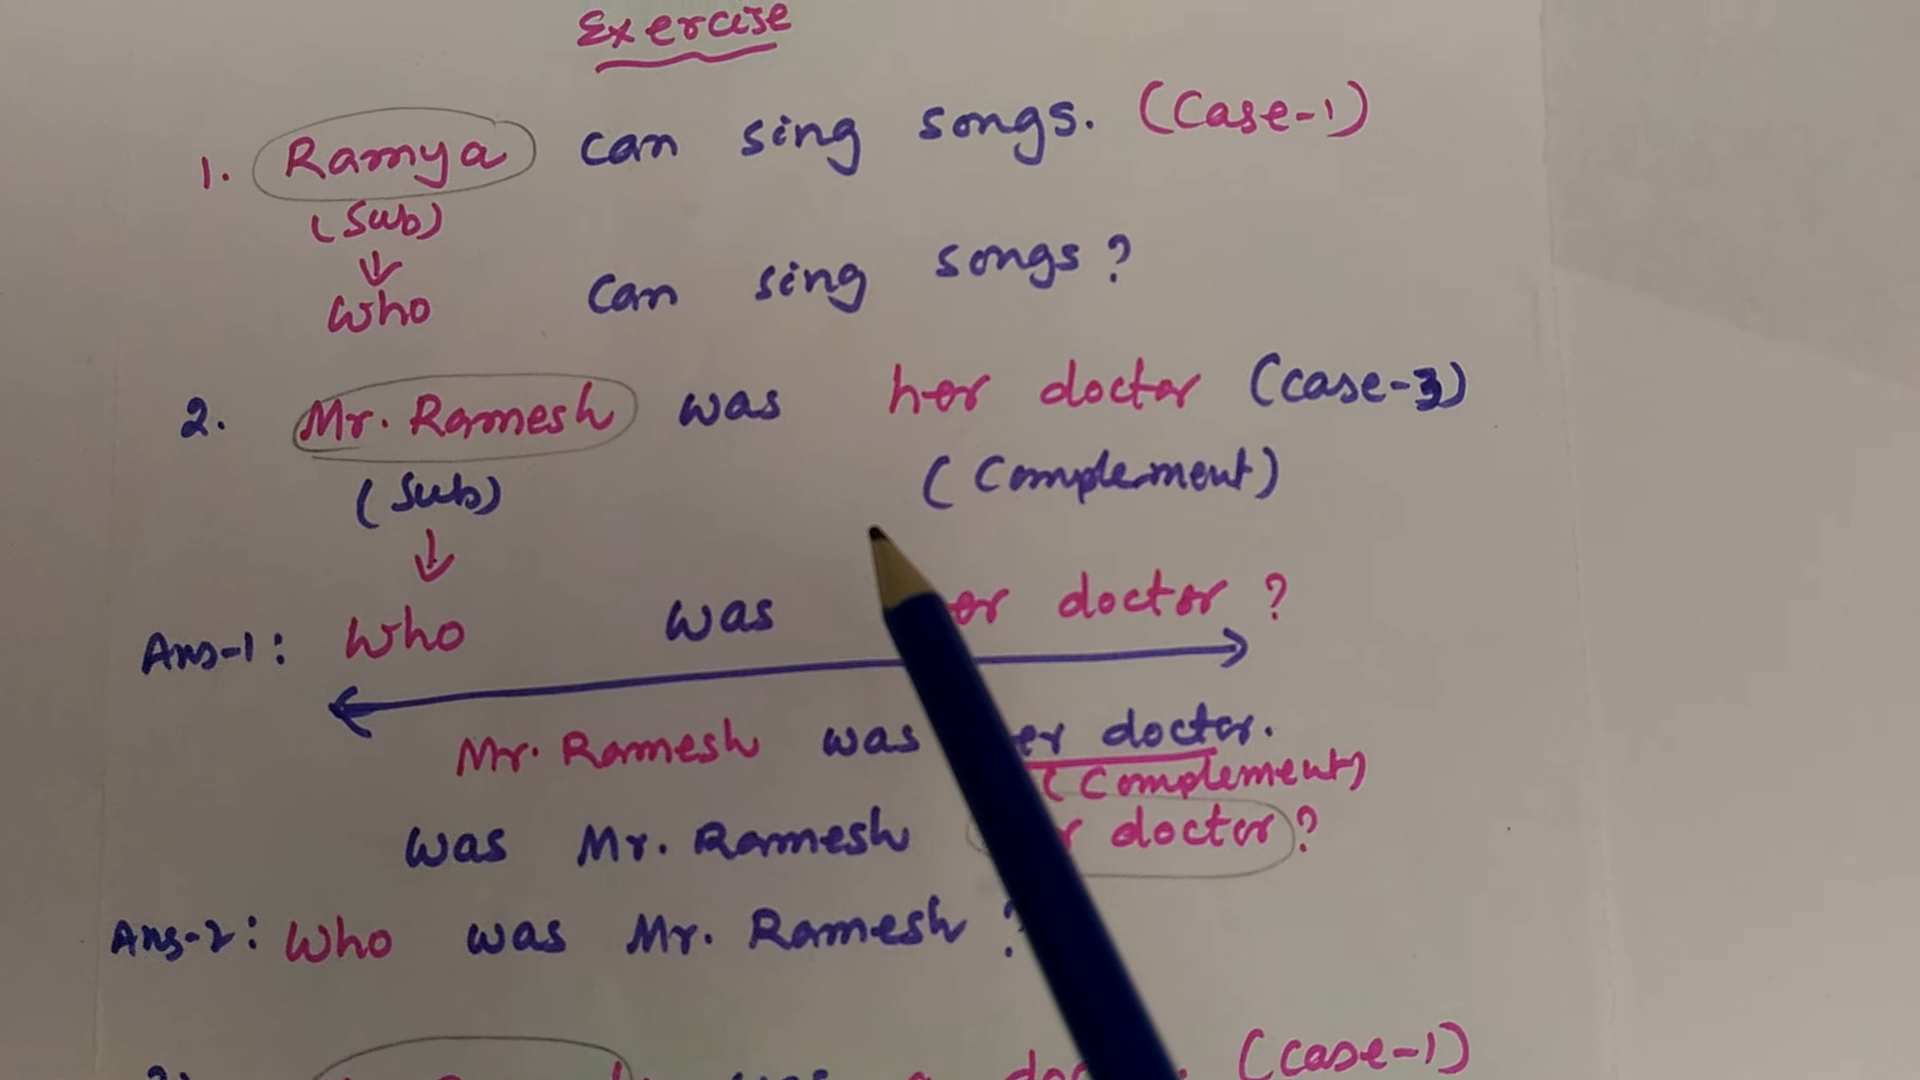 Exercise
1. Ramya can sing songs. (Case-1)
(Sub)
Who can sing songs?
2. Mr. Ramesh was her doctor (case-3)
(Sub) (Complement)
Ans-1: Who was doctor?
Mr. Ramesh was doctor.
(Complement)
was Mr. Ramesh doctor?
Ans-2: Who was Mr. Ramesh ?
(case-1)